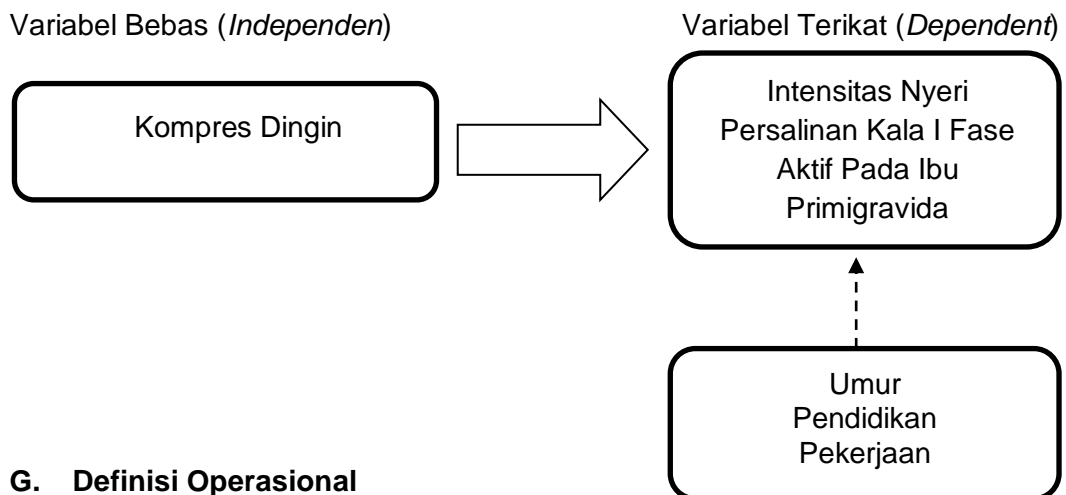 Variabel Bebas (Independen)
Variabel Terikat (Dependent)
Kompres Dingin
Intensitas Nyeri
Persalinan Kala I Fase
Aktif Pada Ibu
Primigravida
Umur
Pendidikan
Pekerjaan
G. Definisi Operasional